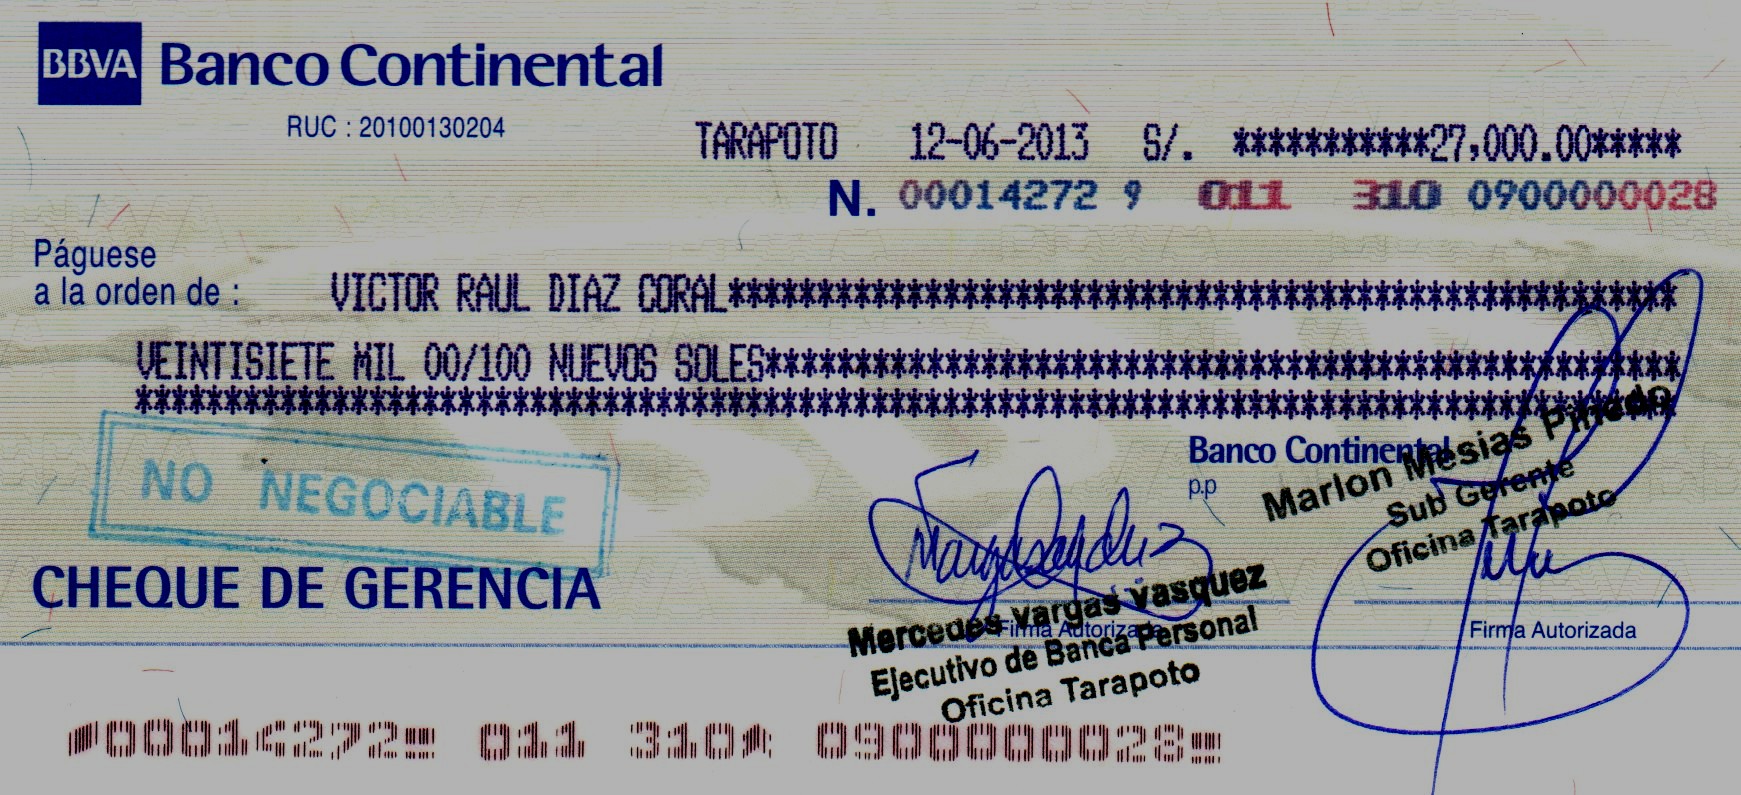 BBVA Banco Continental
RUC : 20100130204
TARAPOTO 12-06-2013 S/. ***********27,000.00*****
N. 00014272 9 011 310 0900000028
Páguese
a la orden de : VICTOR RAUL DIAZ CORAL******************************************************
VEINTISIETE MIL 00/100 NUEVOS SOLES****************************************************
****************************************************************************************
NO NEGOCIABLE
Banco Continental
p.p
Marlon Mesias Pinedo
Sub Gerente
Oficina Tarapoto
CHEQUE DE GERENCIA
Mercedes Vargas Vasquez
Firma Autorizada
Ejecutivo de Banca Personal
Oficina Tarapoto
Firma Autorizada
⑈00014272⑈ 011 310⑆ 0900000028⑈